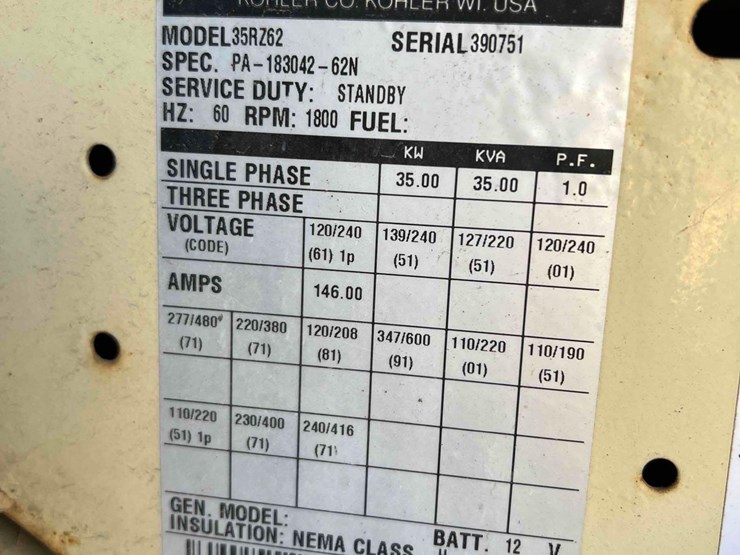 KOHLER CO. KOHLER WI. USA
MODEL 35RZ62 SERIAL 390751
SPEC. PA-183042-62N
SERVICE DUTY: STANDBY
HZ: 60 RPM: 1800 FUEL:
KW KVA P.F.
SINGLE PHASE 35.00 35.00 1.0
THREE PHASE
VOLTAGE 120/240 139/240 127/220 120/240
(CODE) (61) 1p (51) (51) (01)
AMPS 146.00
277/480# 220/380 120/208 347/600 110/220 110/190
(71) (71) (81) (91) (01) (51)
110/220 230/400 240/416
(51) 1p (71) (71)
GEN. MODEL:
INSULATION: NEMA CLASS BATT. 12 V